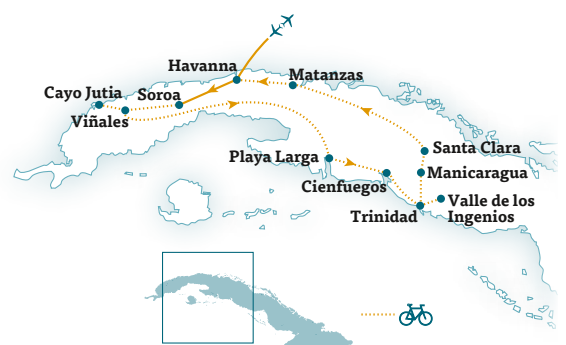 Havanna
Matanzas
Cayo Jutia
Soroa
Viñales
Santa Clara
Playa Larga
Manicaragua
Cienfuegos
Valle de los
Ingenios
Trinidad